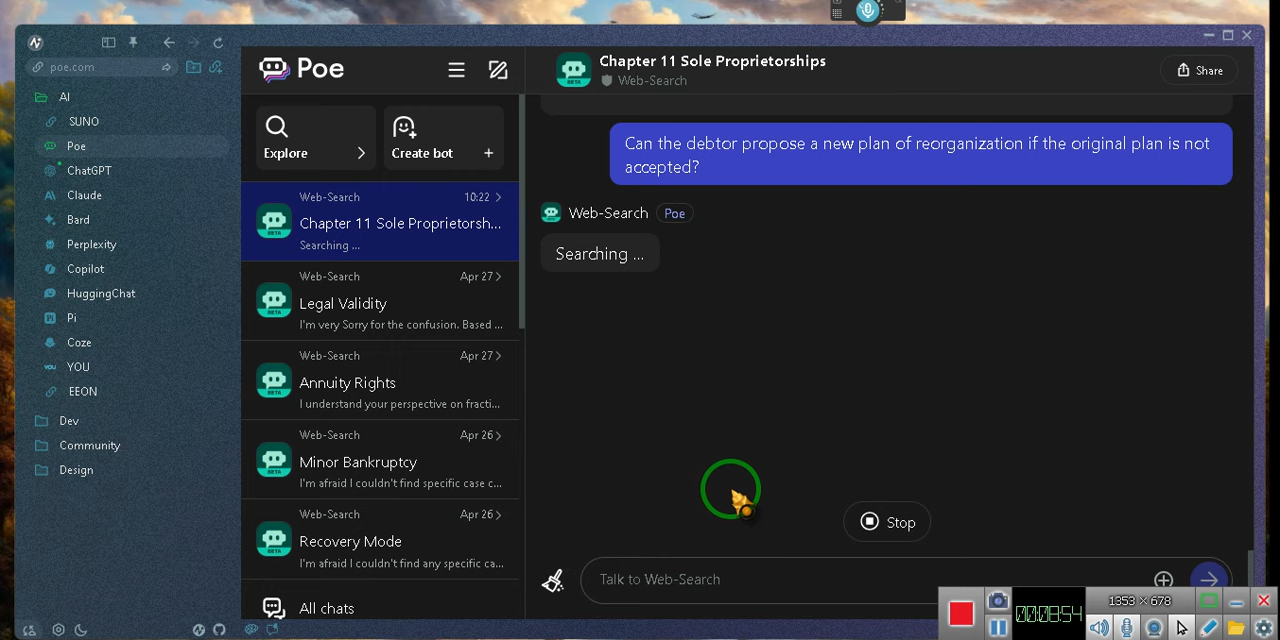 poe.com
AI
SUNO
Poe
ChatGPT
Claude
Bard
Perplexity
Copilot
HuggingChat
Pi
Coze
YOU
EEON
Dev
Community
Design
Poe
Explore
Create bot
Web-Search
10:22
Chapter 11 Sole Proprietorsh...
Searching ...
Web-Search
Apr 27
Legal Validity
I'm very Sorry for the confusion. Based ...
Web-Search
Apr 27
Annuity Rights
I understand your perspective on fracti...
Web-Search
Apr 26
Minor Bankruptcy
I'm afraid I couldn't find specific case c...
Web-Search
Apr 26
Recovery Mode
I'm afraid I couldn't find any specific ca...
All chats
Chapter 11 Sole Proprietorships
Web-Search
Share
Can the debtor propose a new plan of reorganization if the original plan is not
accepted?
Web-Search Poe
Searching ...
Stop
Talk to Web-Search
00:08:54
1353 × 678